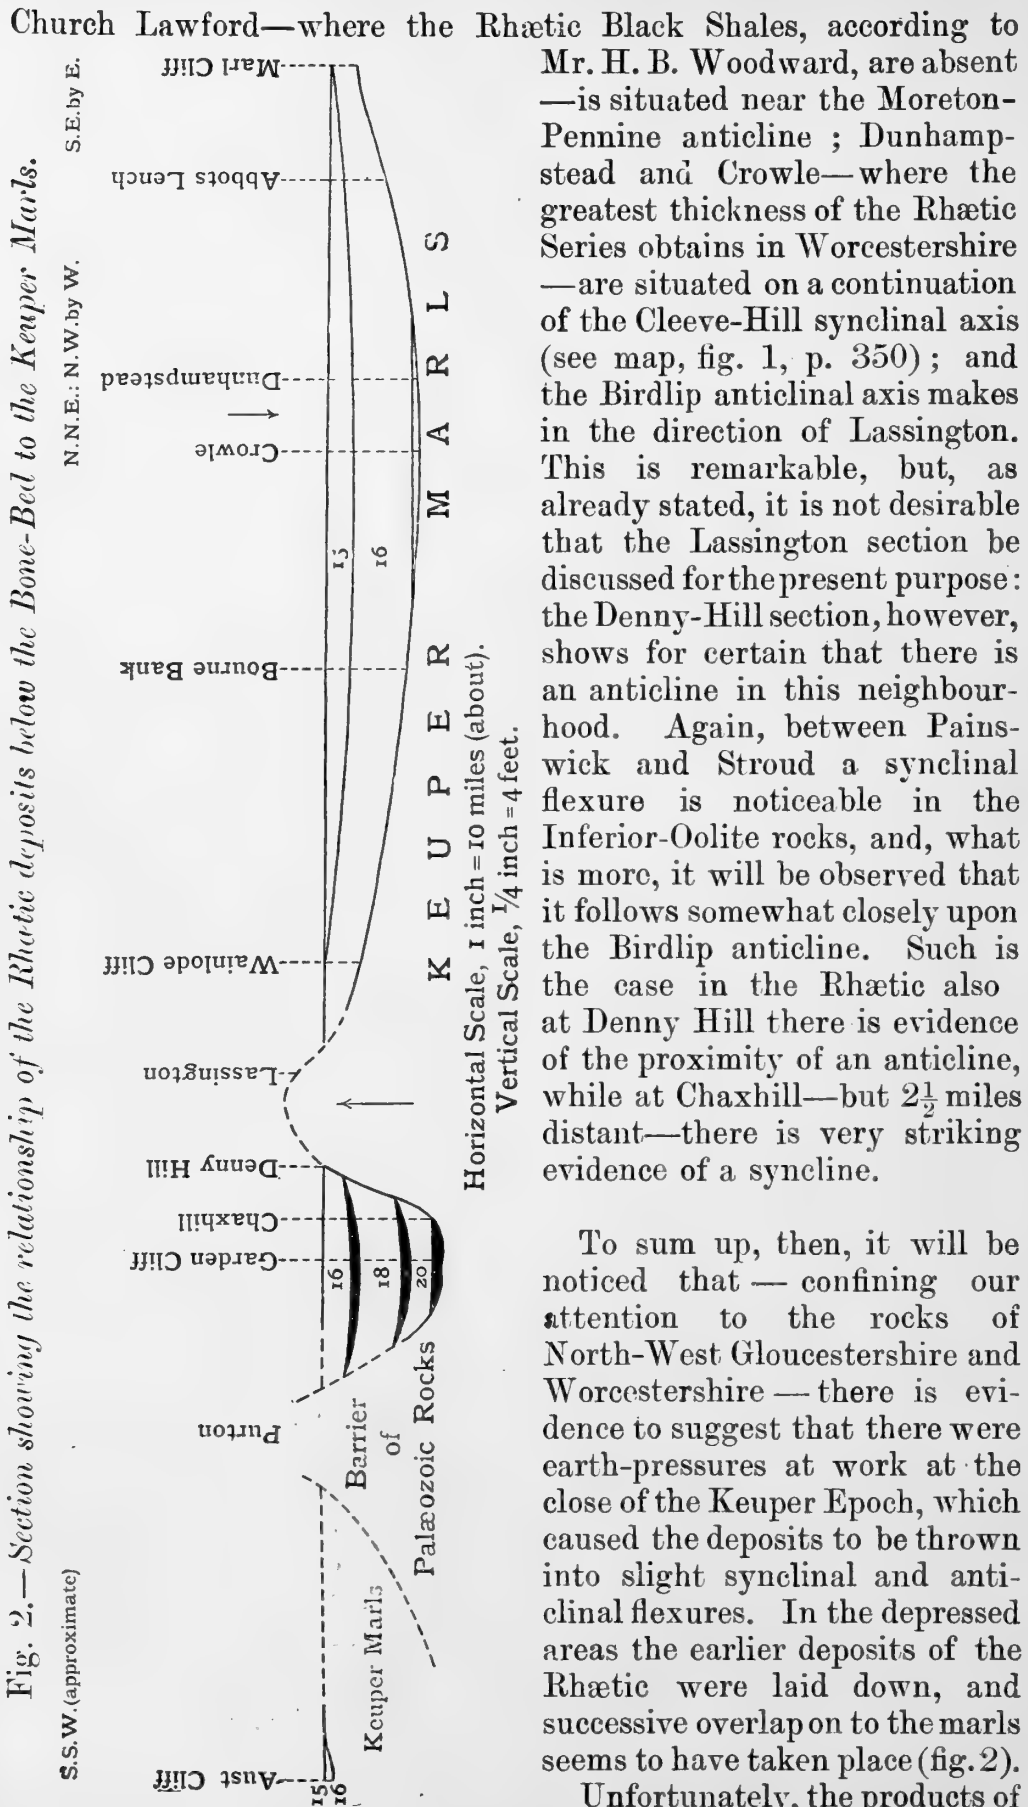 Church Lawford—where the Rhætic Black Shales, according to
Mr. H. B. Woodward, are absent
—is situated near the Moreton-
Pennine anticline ; Dunhamp-
stead and Crowle—where the
greatest thickness of the Rhætic
Series obtains in Worcestershire
—are situated on a continuation
of the Cleeve-Hill synclinal axis
(see map, fig. 1, p. 350) ; and
the Birdlip anticlinal axis makes
in the direction of Lassington.
This is remarkable, but, as
already stated, it is not desirable
that the Lassington section be
discussed for the present purpose :
the Denny-Hill section, however,
shows for certain that there is
an anticline in this neighbour-
hood. Again, between Pains-
wick and Stroud a synclinal
flexure is noticeable in the
Inferior-Oolite rocks, and, what
is more, it will be observed that
it follows somewhat closely upon
the Birdlip anticline. Such is
the case in the Rhætic also
at Denny Hill there is evidence
of the proximity of an anticline,
while at Chaxhill—but 2½ miles
distant—there is very striking
evidence of a syncline.
To sum up, then, it will be
noticed that — confining our
attention to the rocks of
North-West Gloucestershire and
Worcestershire — there is evi-
dence to suggest that there were
earth-pressures at work at the
close of the Keuper Epoch, which
caused the deposits to be thrown
into slight synclinal and anti-
clinal flexures. In the depressed
areas the earlier deposits of the
Rhætic were laid down, and
successive overlap on to the marls
seems to have taken place (fig. 2).
Unfortunately, the products of
Fig. 2.—Section showing the relationship of the Rhætic deposits below the Bone-Bed to the Keuper Marls.
S.S.W. (approximate)
N.N.E.: N.W. by W.
S.E. by E.
Aust Cliff
Purton
Garden Cliff
Chaxhill
Denny Hill
Lassington
Wainlode Cliff
Bourne Bank
Crowle
Dunhampstead
Abbots Lench
Marl Cliff
15
16
Keuper Marls
Barrier
of
Palæozoic Rocks
16
18
20
15
16
KEUPER MARLS
Horizontal Scale, 1 inch = 10 miles (about).
Vertical Scale, 1/4 inch = 4 feet.